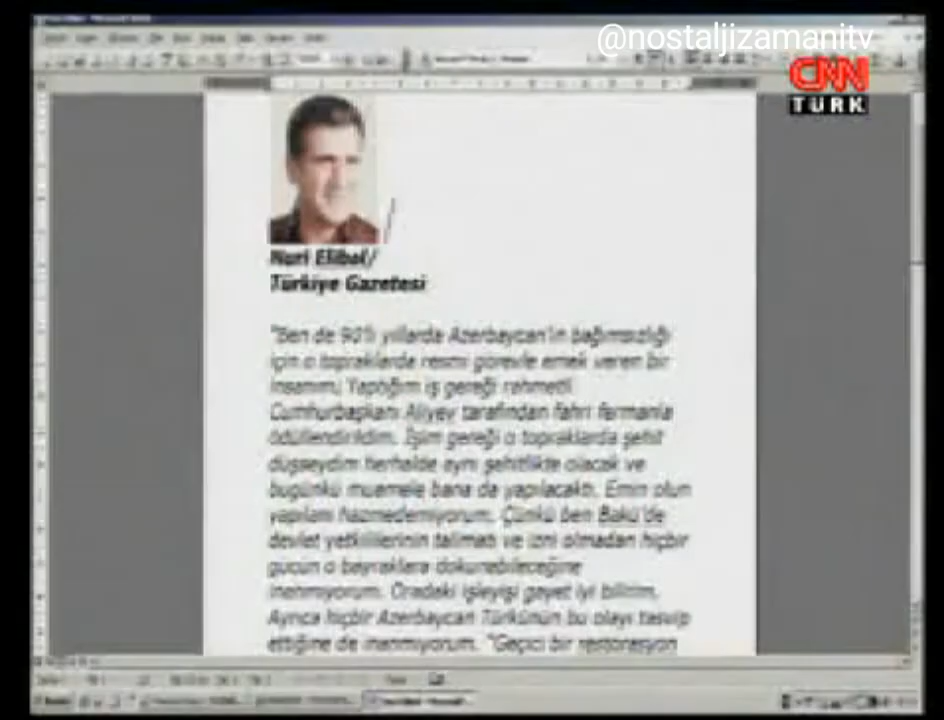 @nostaljizamanitv
CNN
TÜRK
Nuri Elibol/
Türkiye Gazetesi
"Ben de 90'lı yıllarda Azerbaycan'ın bağımsızlığı
için o topraklarda resmi görevle emek veren bir
insanım. Yaptığım iş gereği rahmetli
Cumhurbaşkanı Aliyev tarafından fahri fermanla
ödüllendirildim. İşim gereği o topraklarda şehit
düşseydim herhalde aynı şehitlikte olacak ve
bugünkü muamele bana da yapılacaktı. Emin olun
yapılanı hazmedemiyorum. Çünkü ben Bakü'de
devlet yetkililerinin talimatı ve izni olmadan hiçbir
gücün o bayraklara dokunabileceğine
inanmıyorum. Oradaki işleyişi gayet iyi bilirim.
Ayrıca hiçbir Azerbaycan Türkünün bu olayı tasvip
ettiğine de inanmıyorum. "Geçici bir restorasyon